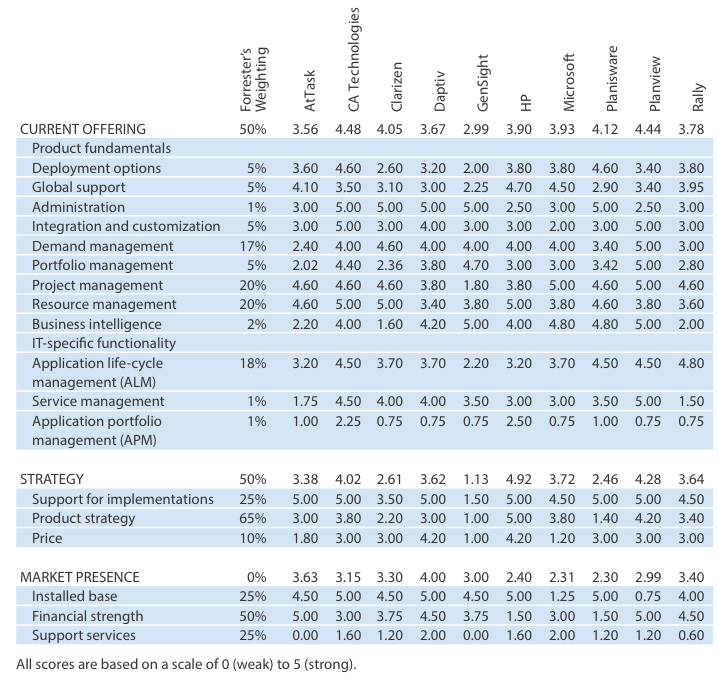 Forrester's Weighting AtTask CA Technologies Clarizen Daptiv GenSight HP Microsoft Planisware Planview Rally
CURRENT OFFERING 50% 3.56 4.48 4.05 3.67 2.99 3.90 3.93 4.12 4.44 3.78
Product fundamentals
Deployment options 5% 3.60 4.60 2.60 3.20 2.00 3.80 3.80 4.60 3.40 3.80
Global support 5% 4.10 3.50 3.10 3.00 2.25 4.70 4.50 2.90 3.40 3.95
Administration 1% 3.00 5.00 5.00 5.00 5.00 2.50 3.00 5.00 2.50 3.00
Integration and customization 5% 3.00 5.00 3.00 4.00 3.00 3.00 2.00 3.00 5.00 3.00
Demand management 17% 2.40 4.00 4.60 4.00 4.00 4.00 4.00 3.40 5.00 3.00
Portfolio management 5% 2.02 4.40 2.36 3.80 4.70 3.00 3.00 3.42 5.00 2.80
Project management 20% 4.60 4.60 4.60 3.80 1.80 3.80 5.00 4.60 5.00 4.60
Resource management 20% 4.60 5.00 5.00 3.40 3.80 5.00 3.80 4.60 3.80 3.60
Business intelligence 2% 2.20 4.00 1.60 4.20 5.00 4.00 4.80 4.80 5.00 2.00
IT-specific functionality
Application life-cycle 18% 3.20 4.50 3.70 3.70 2.20 3.20 3.70 4.50 4.50 4.80
management (ALM)
Service management 1% 1.75 4.50 4.00 4.00 3.50 3.00 3.00 3.50 5.00 1.50
Application portfolio 1% 1.00 2.25 0.75 0.75 0.75 2.50 0.75 1.00 0.75 0.75
management (APM)
STRATEGY 50% 3.38 4.02 2.61 3.62 1.13 4.92 3.72 2.46 4.28 3.64
Support for implementations 25% 5.00 5.00 3.50 5.00 1.50 5.00 4.50 5.00 5.00 4.50
Product strategy 65% 3.00 3.80 2.20 3.00 1.00 5.00 3.80 1.40 4.20 3.40
Price 10% 1.80 3.00 3.00 4.20 1.00 4.20 1.20 3.00 3.00 3.00
MARKET PRESENCE 0% 3.63 3.15 3.30 4.00 3.00 2.40 2.31 2.30 2.99 3.40
Installed base 25% 4.50 5.00 4.50 5.00 4.50 5.00 1.25 5.00 0.75 4.00
Financial strength 50% 5.00 3.00 3.75 4.50 3.75 1.50 3.00 1.50 5.00 4.50
Support services 25% 0.00 1.60 1.20 2.00 0.00 1.60 2.00 1.20 1.20 0.60
All scores are based on a scale of 0 (weak) to 5 (strong).